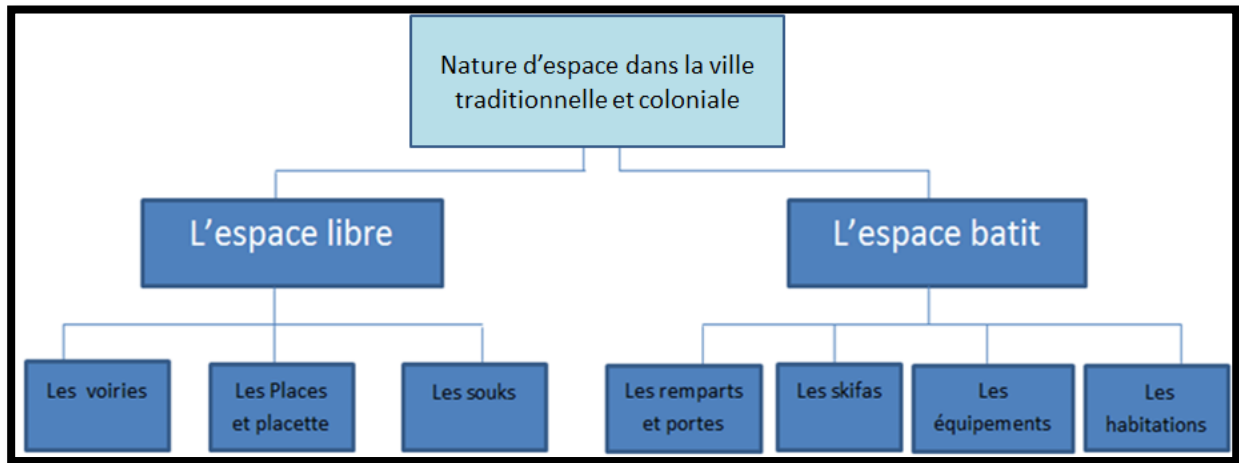 Nature d’espace dans la ville
traditionnelle et coloniale
L’espace libre
L’espace batit
Les voiries
Les Places
et placette
Les souks
Les remparts
et portes
Les skifas
Les
équipements
Les
habitations